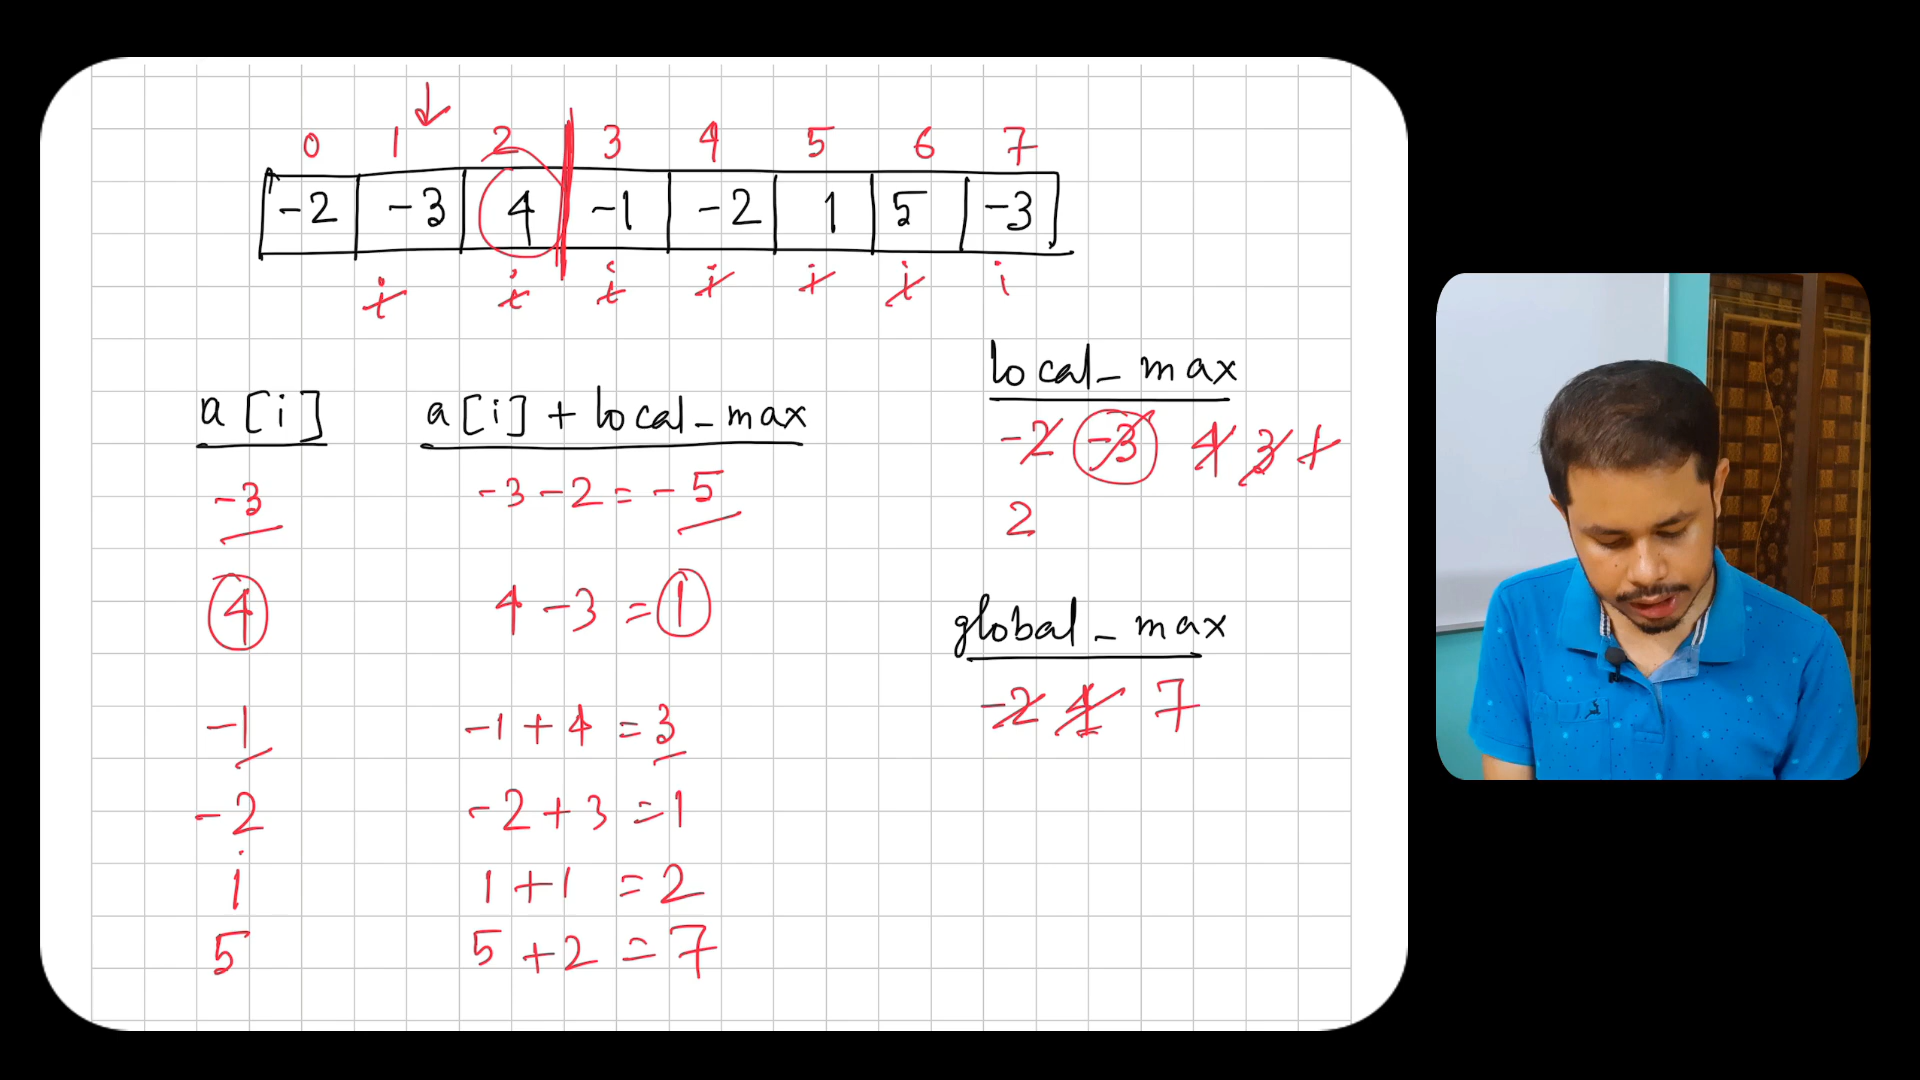 0 1 2 3 4 5 6 7
-2 -3 4 -1 -2 1 5 -3
i i i i i i i
local_max
-2 -3 4 3 1
2
a[i] a[i] + local_max
-3 -3 - 2 = -5
4 4 - 3 = 1
global_max
-2 4 7
-1 -1 + 4 = 3
-2 -2 + 3 = 1
1 1 + 1 = 2
5 5 + 2 = 7